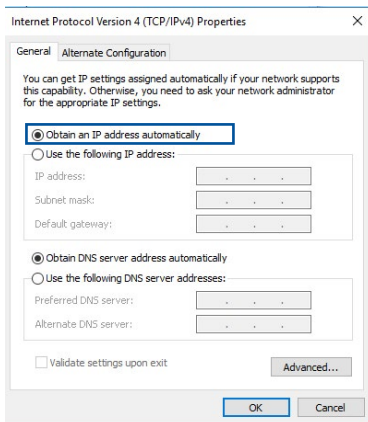 Internet Protocol Version 4 (TCP/IPv4) Properties
General Alternate Configuration
You can get IP settings assigned automatically if your network supports
this capability. Otherwise, you need to ask your network administrator
for the appropriate IP settings.
Obtain an IP address automatically
Use the following IP address:
IP address:
Subnet mask:
Default gateway:
Obtain DNS server address automatically
Use the following DNS server addresses:
Preferred DNS server:
Alternate DNS server:
Validate settings upon exit
Advanced...
OK Cancel